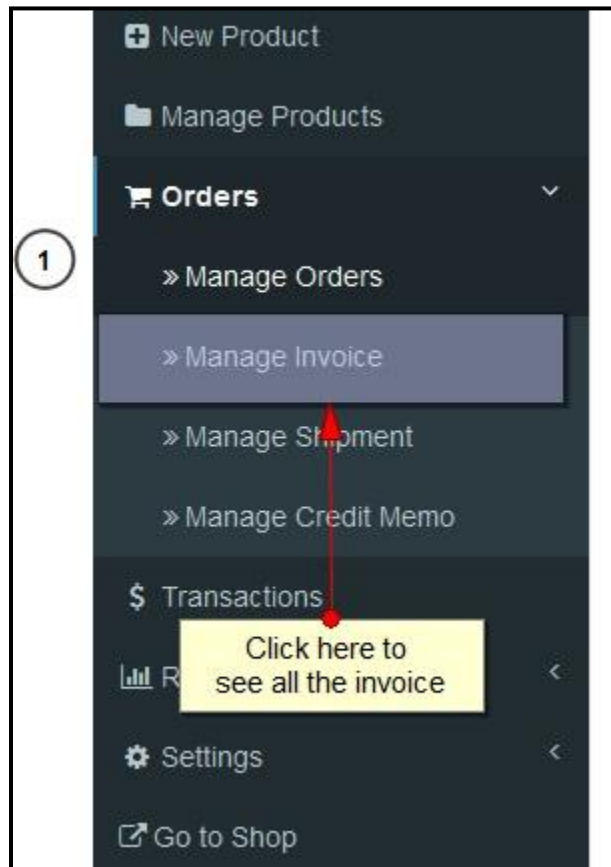 New Product
Manage Products
Orders
1
» Manage Orders
» Manage Invoice
» Manage Shipment
» Manage Credit Memo
$ Transactions
Click here to
see all the invoice
R
Settings
Go to Shop